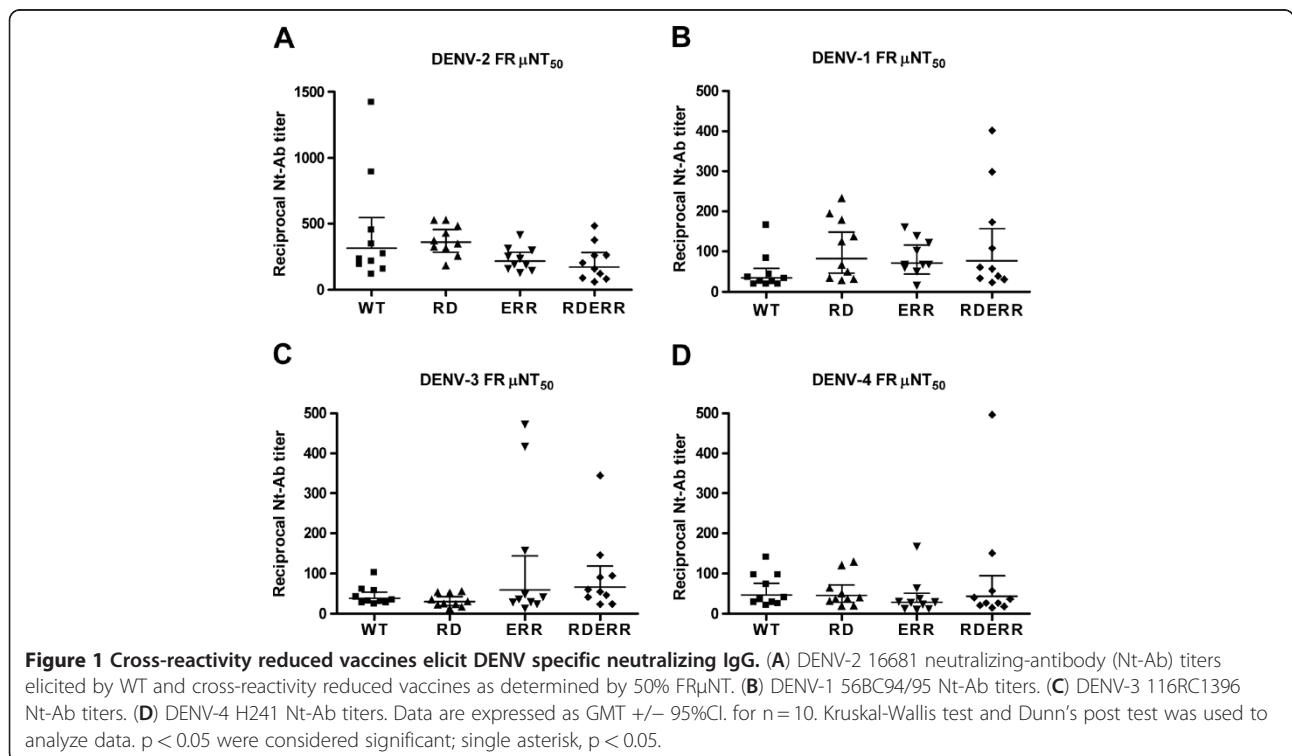 A
DENV-2 FR µNT50
Reciprocal Nt-Ab titer
1500
1000
500
0
WT RD ERR RDERR
B
DENV-1 FR µNT50
Reciprocal Nt-Ab titer
500
400
300
200
100
0
WT RD ERR RDERR
C
DENV-3 FR µNT50
Reciprocal Nt-Ab titer
500
400
300
200
100
0
WT RD ERR RDERR
D
DENV-4 FR µNT50
Reciprocal Nt-Ab titer
500
400
300
200
100
0
WT RD ERR RDERR
Figure 1 Cross-reactivity reduced vaccines elicit DENV specific neutralizing IgG. (A) DENV-2 16681 neutralizing-antibody (Nt-Ab) titers
elicited by WT and cross-reactivity reduced vaccines as determined by 50% FRµNT. (B) DENV-1 56BC94/95 Nt-Ab titers. (C) DENV-3 116RC1396
Nt-Ab titers. (D) DENV-4 H241 Nt-Ab titers. Data are expressed as GMT +/− 95%CI. for n = 10. Kruskal-Wallis test and Dunn's post test was used to
analyze data. p < 0.05 were considered significant; single asterisk, p < 0.05.